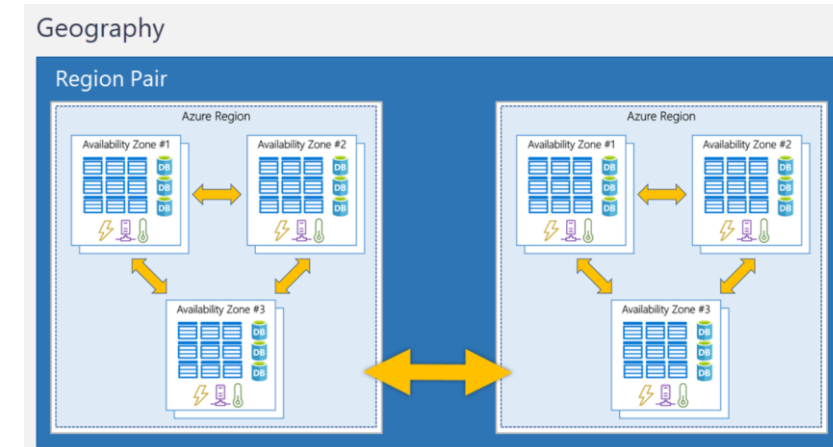 Geography
Region Pair
Azure Region
Availability Zone #1
DB
DB
DB
Availability Zone #2
DB
DB
DB
Availability Zone #3
DB
DB
DB
Azure Region
Availability Zone #1
DB
DB
DB
Availability Zone #2
DB
DB
DB
Availability Zone #3
DB
DB
DB